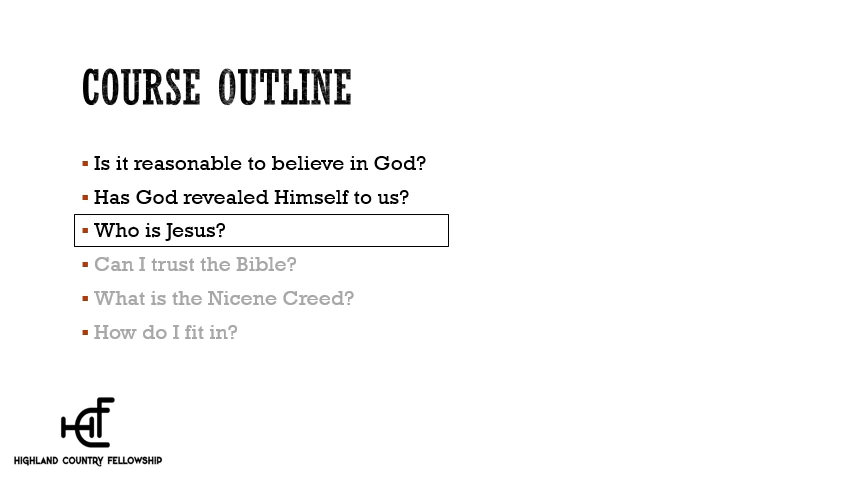 COURSE OUTLINE
Is it reasonable to believe in God?
Has God revealed Himself to us?
Who is Jesus?
Can I trust the Bible?
What is the Nicene Creed?
How do I fit in?
HCF
HIGHLAND COUNTRY FELLOWSHIP